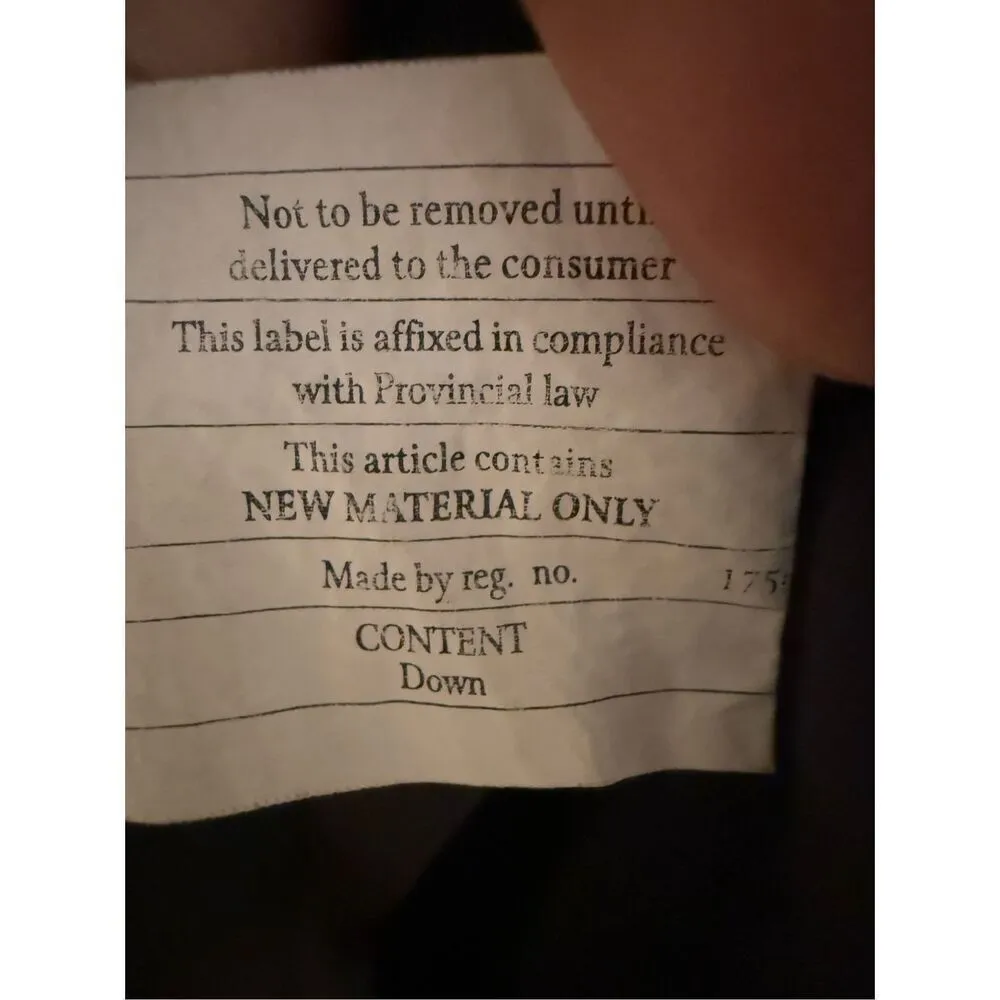 Not to be removed
delivered to the consumer
This label is affixed in compliance
with Provincial law
This article contains
NEW MATERIAL ONLY
Made by reg. no.
CONTENT
Down